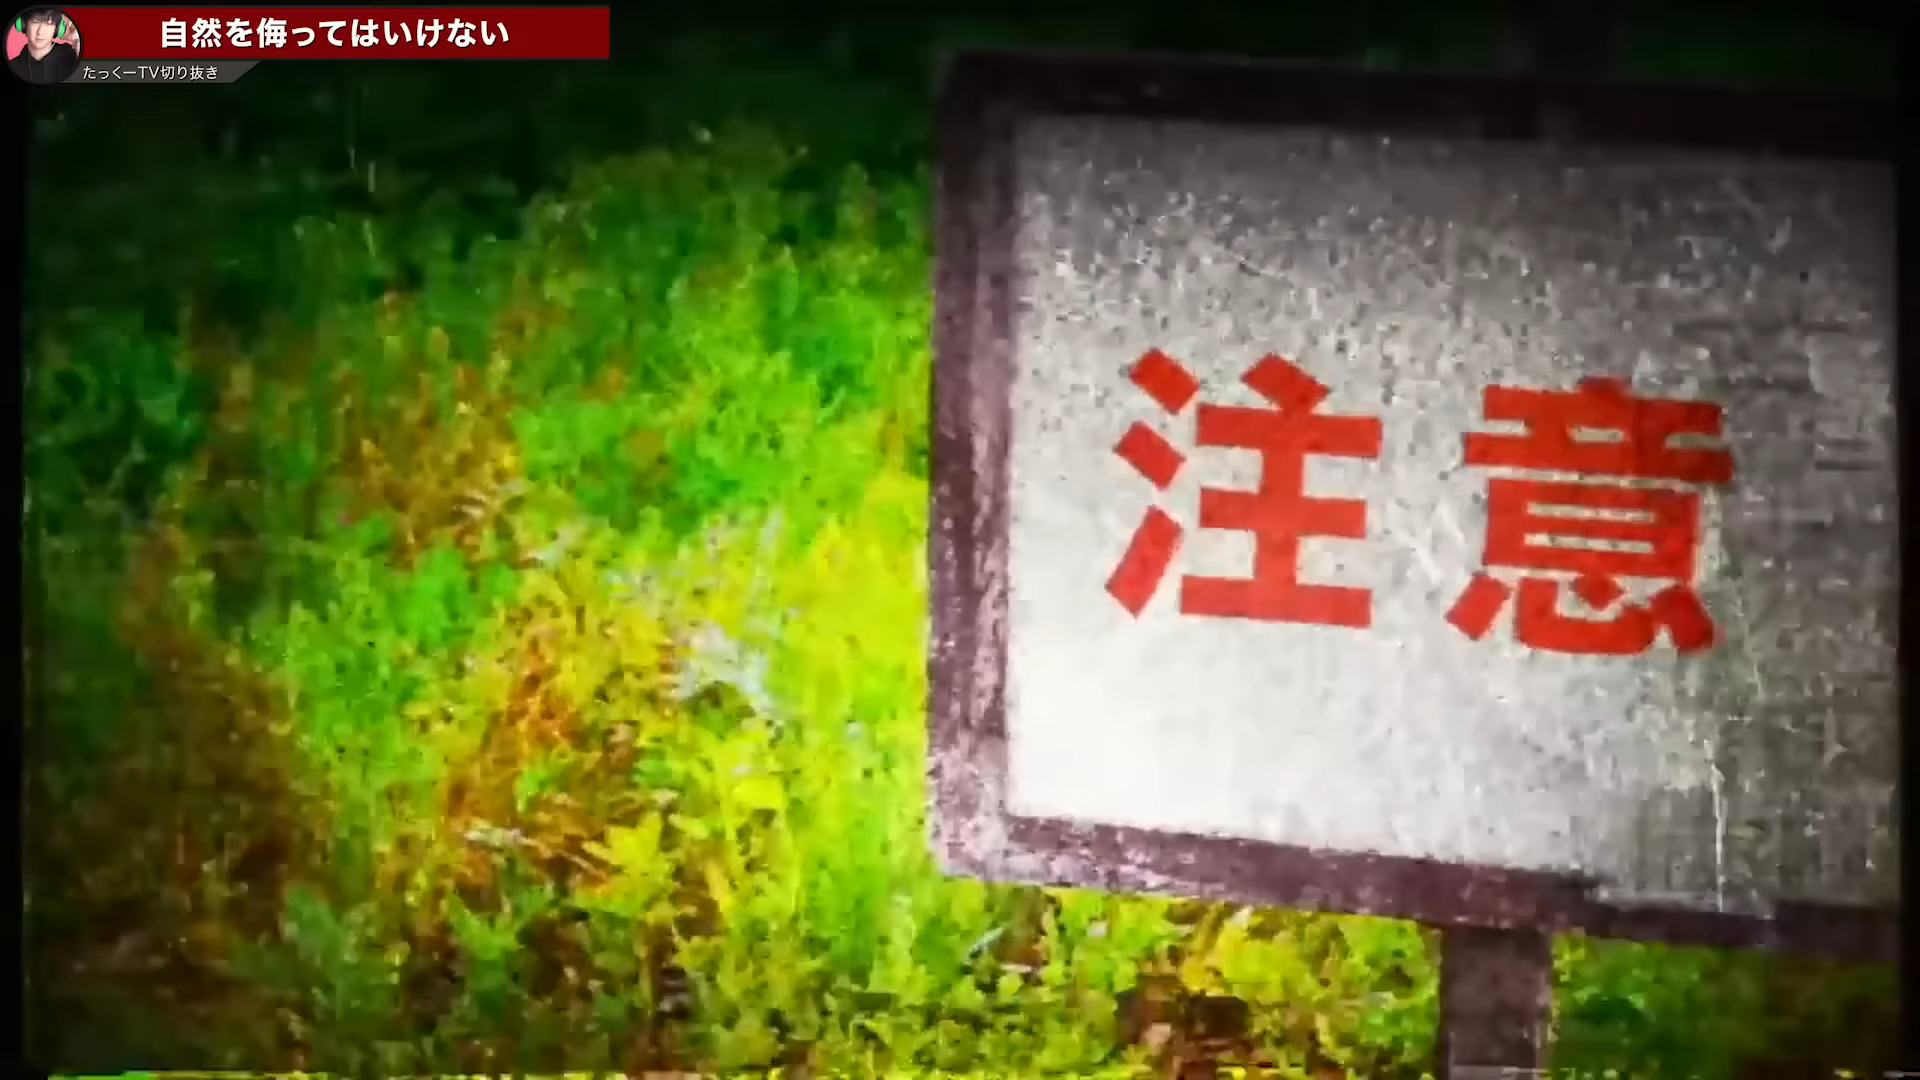 自然を侮ってはいけない
たっくーTV切り抜き
注意